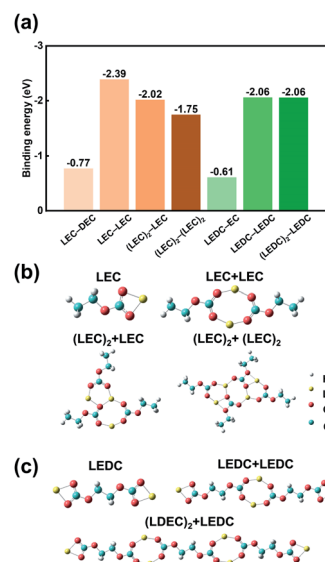 (a)
Binding energy (eV)
-3
-2
-1
0
-0.77
-2.39
-2.02
-1.75
-0.61
-2.06
-2.06
LEC–DEC
LEC–LEC
(LEC)₂–LEC
(LEC)₂–(LEC)₂
LEDC–EC
LEDC–LEDC
(LEDC)₂–LEDC
(b)
LEC
LEC+LEC
(LEC)₂+LEC
(LEC)₂+ (LEC)₂
(c)
LEDC
LEDC+LEDC
(LDEC)₂+LEDC